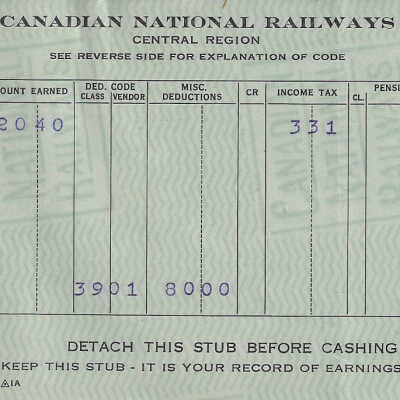 CANADIAN NATIONAL RAILWAYS
CENTRAL REGION
SEE REVERSE SIDE FOR EXPLANATION OF CODE
OUNT EARNED DED. CODE CLASS VENDOR MISC. DEDUCTIONS CR INCOME TAX CL. PENSI
2040 331
3901 8000
DETACH THIS STUB BEFORE CASHING
KEEP THIS STUB - IT IS YOUR RECORD OF EARNINGS
1A